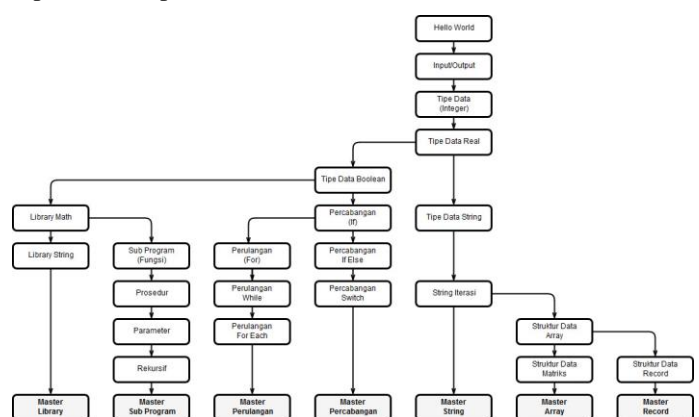 Hello World
Input/Output
Tipe Data
(Integer)
Tipe Data Real
Tipe Data Boolean
Library Math
Percabangan
(If)
Tipe Data String
Library String
Sub Program
(Fungsi)
Perulangan
(For)
Percabangan
If Else
Prosedur
Perulangan
While
Percabangan
Switch
String Iterasi
Parameter
Perulangan
For Each
Struktur Data
Array
Rekursif
Struktur Data
Matriks
Struktur Data
Record
Master
Library
Master
Sub Program
Master
Perulangan
Master
Percabangan
Master
String
Master
Array
Master
Record